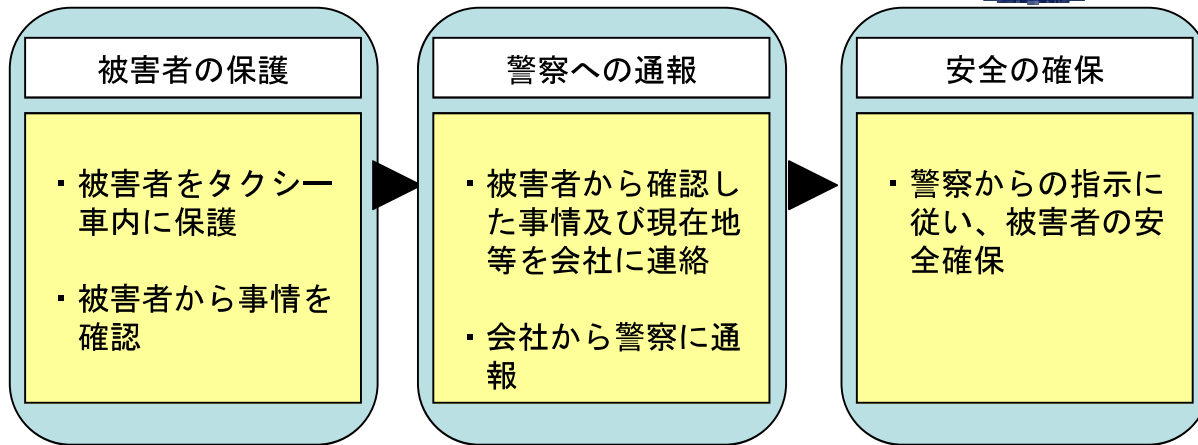 被害者の保護
・被害者をタクシー
車内に保護
・被害者から事情を
確認
警察への通報
・被害者から確認し
た事情及び現在地
等を会社に連絡
・会社から警察に通
報
安全の確保
・警察からの指示に
従い、被害者の安
全確保